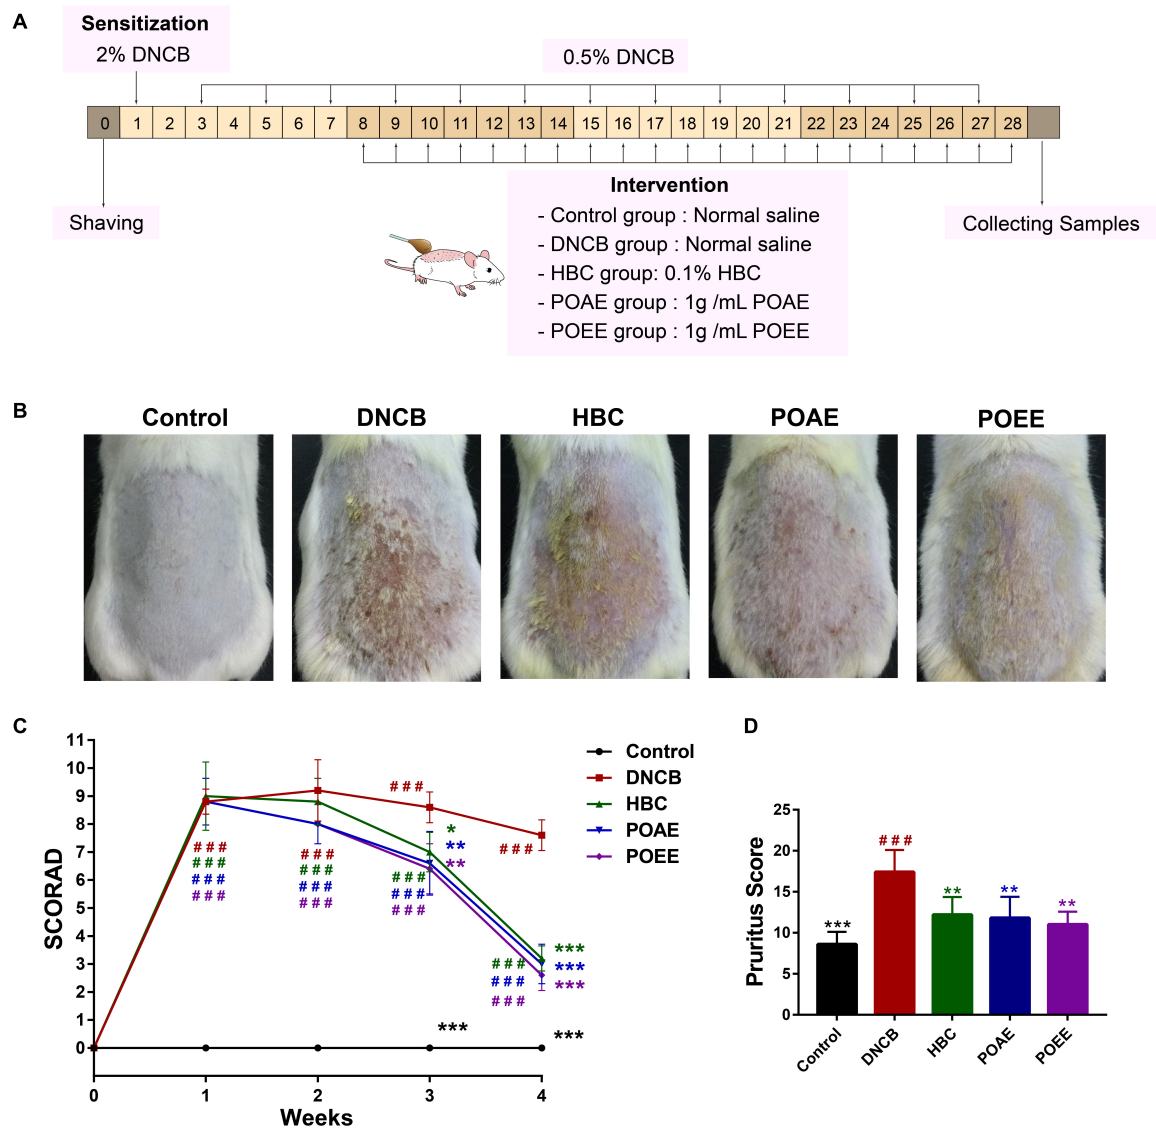 A
Sensitization
2% DNCB
0.5% DNCB
0 1 2 3 4 5 6 7 8 9 10 11 12 13 14 15 16 17 18 19 20 21 22 23 24 25 26 27 28
Shaving
Intervention
- Control group : Normal saline
- DNCB group : Normal saline
- HBC group: 0.1% HBC
- POAE group : 1g /mL POAE
- POEE group : 1g /mL POEE
Collecting Samples
B
Control DNCB HBC POAE POEE
C
SCORAD
11
10
9
8
7
6
5
4
3
2
1
0
0 1 2 3 4
Weeks
###
###
###
###
###
###
###
###
###
*
**
**
###
###
###
###
***
***
***
###
###
###
***
***
Control
DNCB
HBC
POAE
POEE
D
Pruritus Score
25
20
15
10
5
0
***
###
**
**
**
Control
DNCB
HBC
POAE
POEE